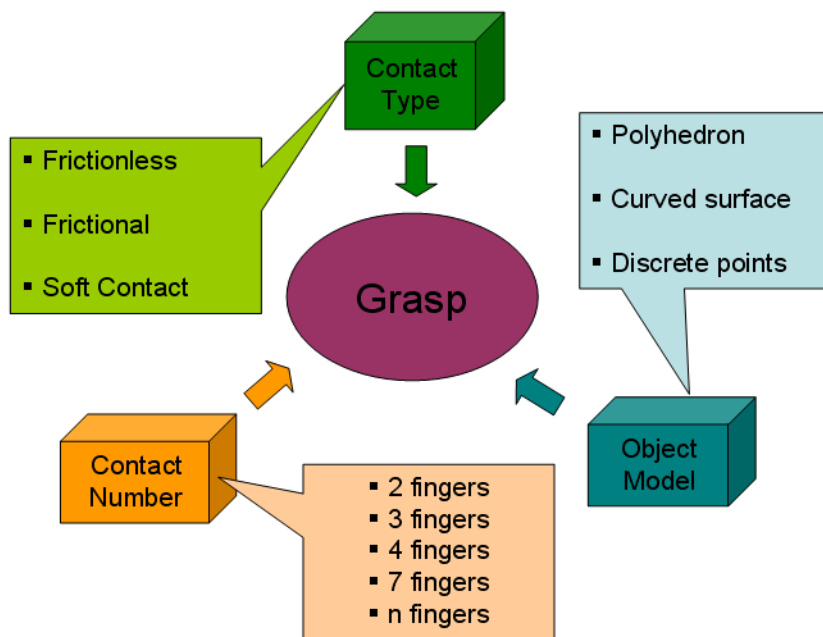 Contact
Type
▪ Frictionless
▪ Frictional
▪ Soft Contact
▪ Polyhedron
▪ Curved surface
▪ Discrete points
Grasp
Contact
Number
▪ 2 fingers
▪ 3 fingers
▪ 4 fingers
▪ 7 fingers
▪ n fingers
Object
Model